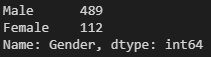 Male      489
Female    112
Name: Gender, dtype: int64